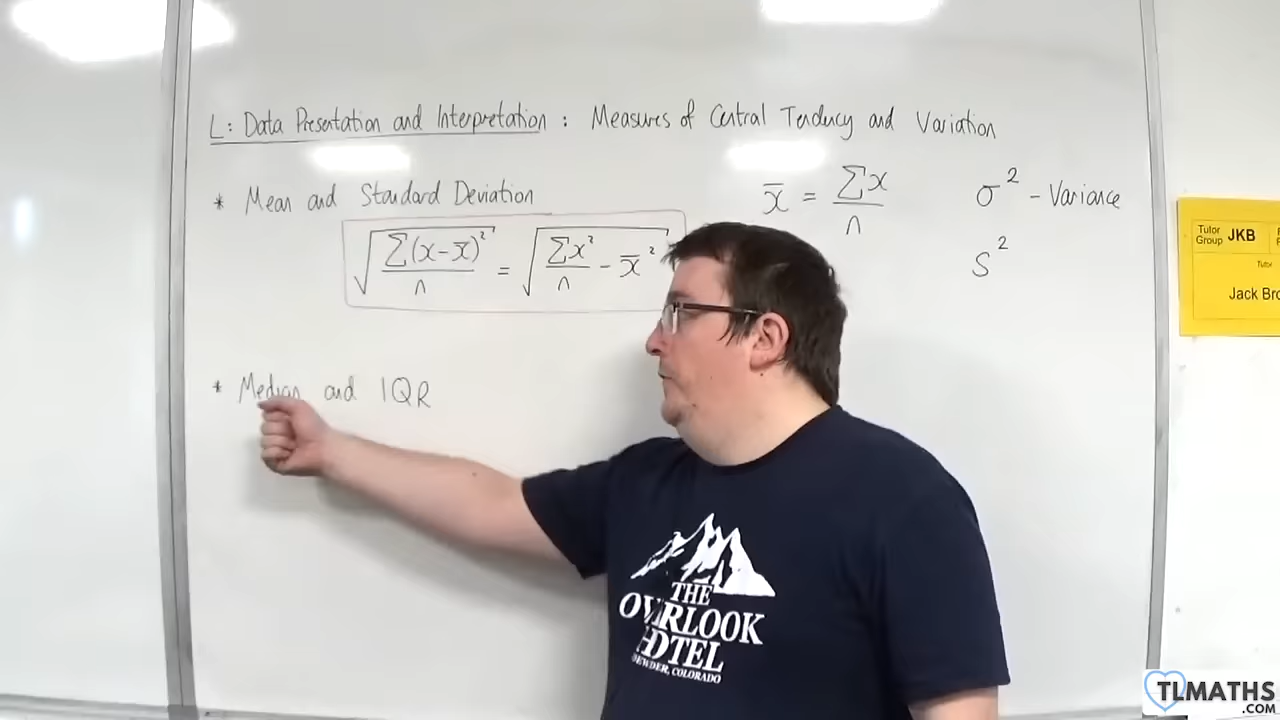 L: Data Presentation and Interpretation : Measures of Central Tendency and Variation
* Mean and Standard Deviation
√(Σ(x-x̄)²/n) = √(Σx²/n - x̄²)
x̄ = Σx/n
σ² - Variance
s²
* Median and IQR
Tutor Group JKB
Tutor
Jack Bro
THE
OVERLOOK
HOTEL
COLORADO
TLMATHS
.COM